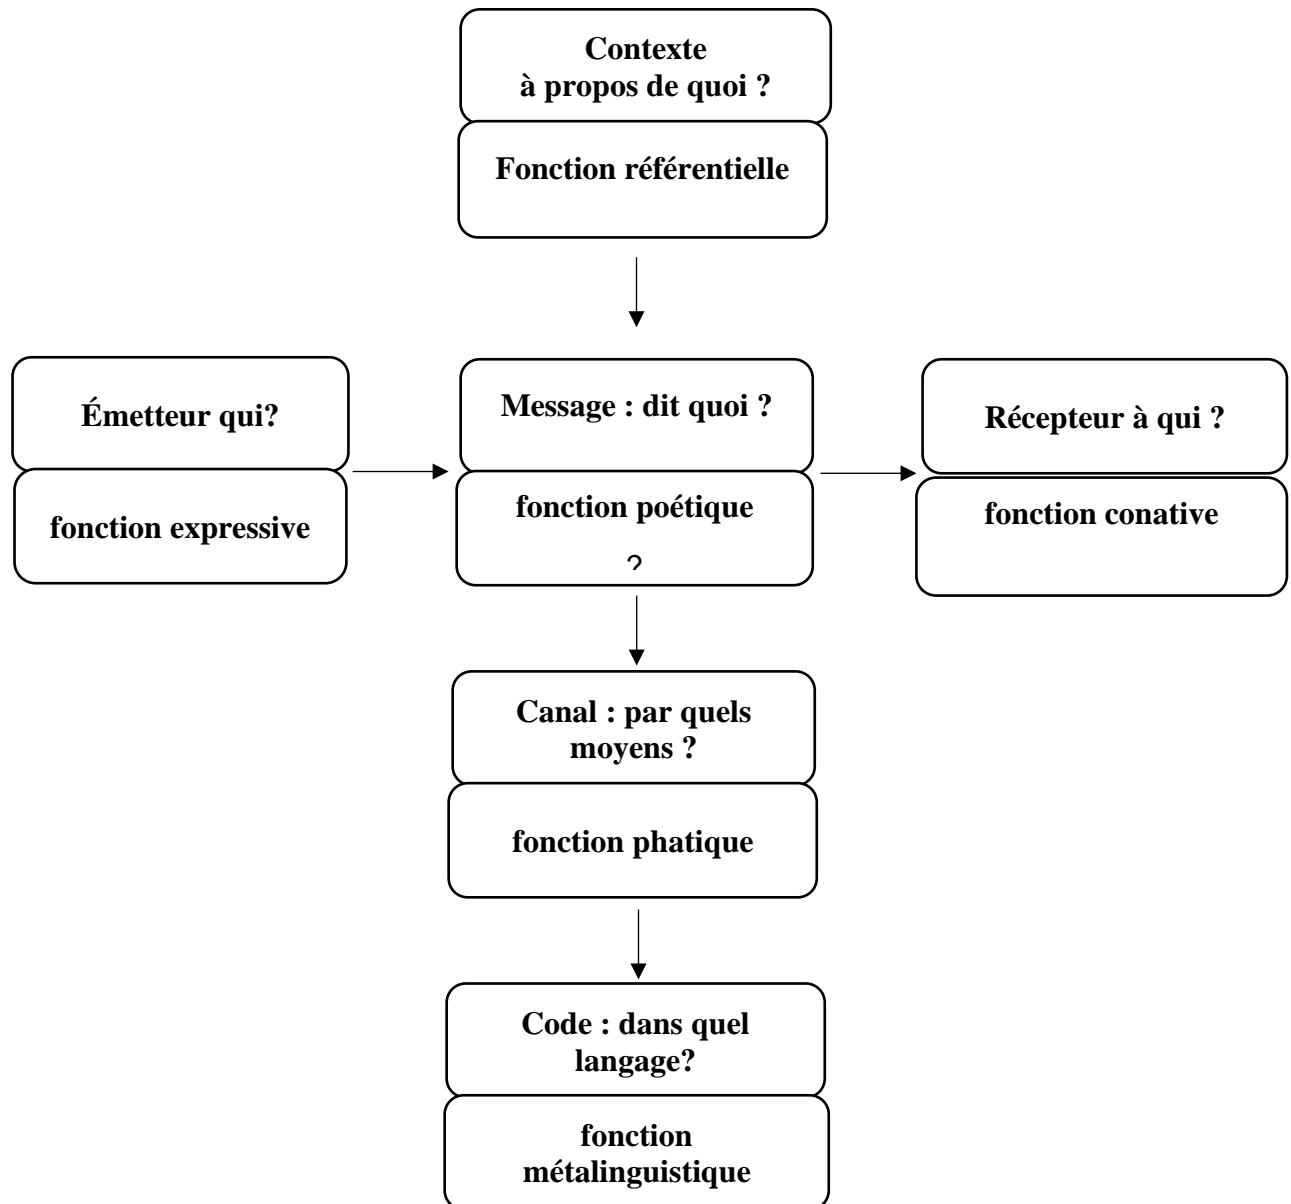 Contexte
à propos de quoi ?
Fonction référentielle
Émetteur qui?
fonction expressive
Message : dit quoi ?
fonction poétique
?
Récepteur à qui ?
fonction conative
Canal : par quels
moyens ?
fonction phatique
Code : dans quel
langage?
fonction
métalinguistique